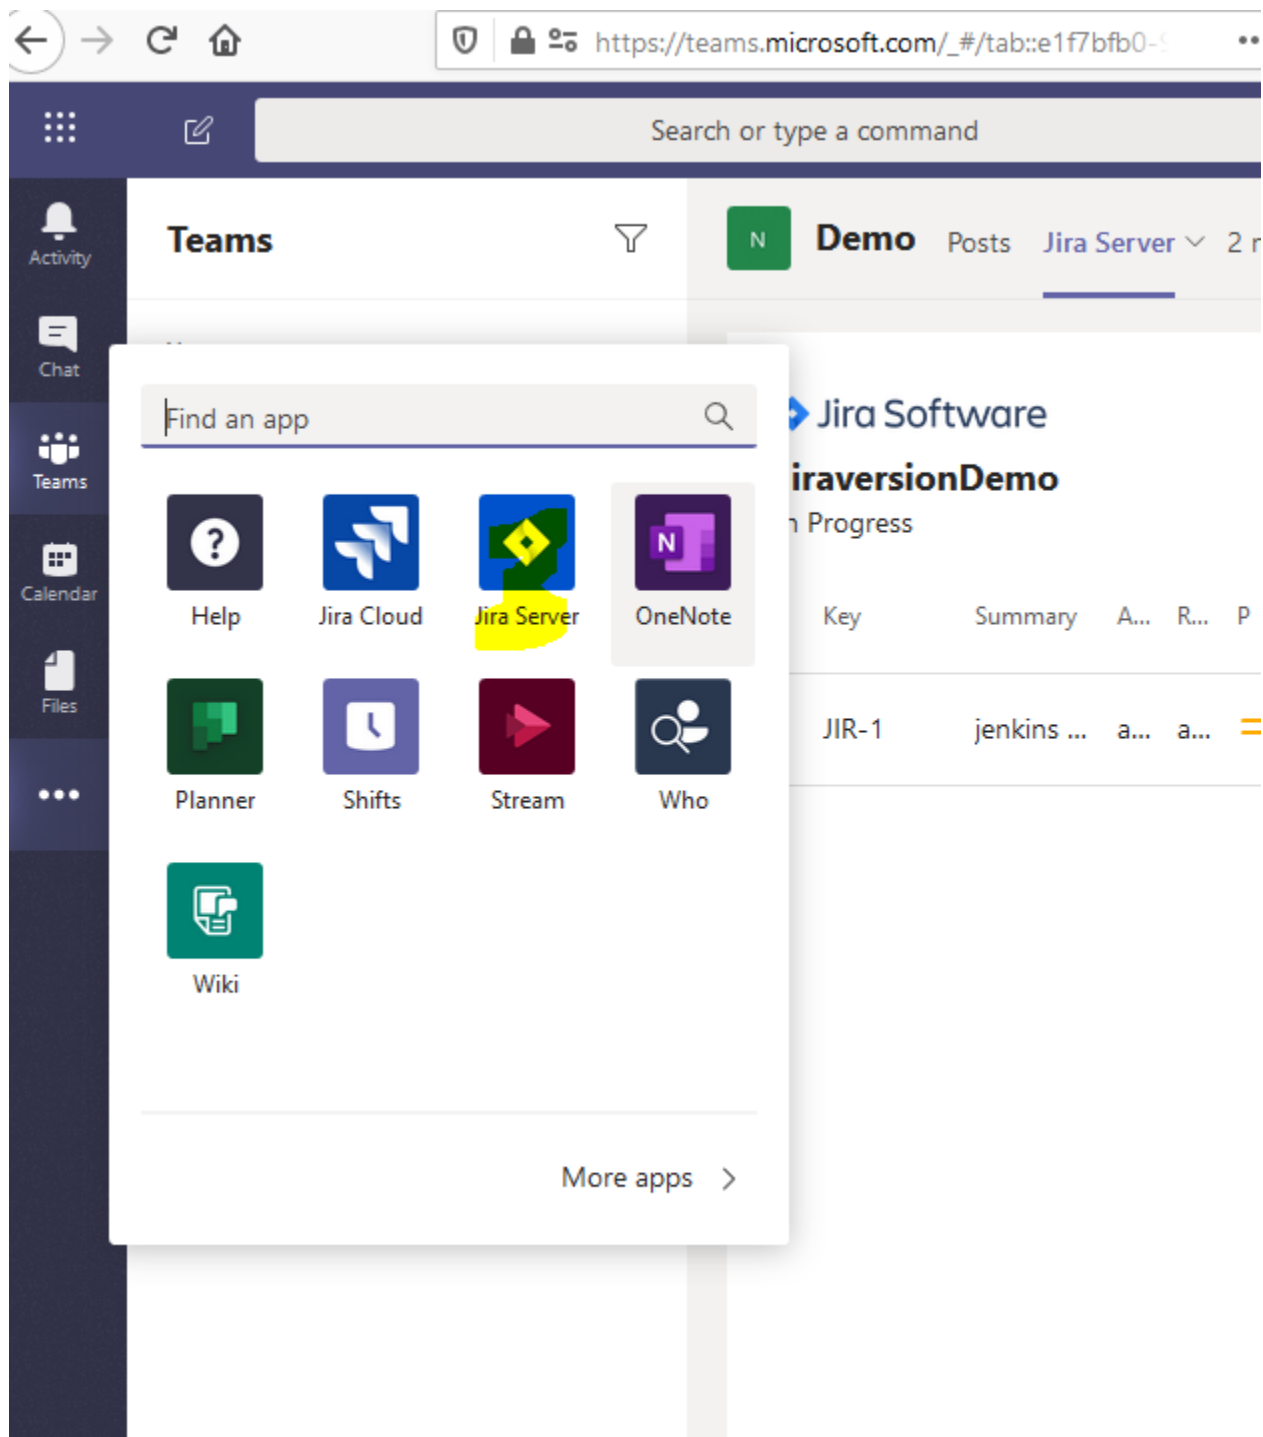 https://teams.microsoft.com/_#/tab::e1f7bfb0-
Search or type a command
Activity
Chat
Teams
Calendar
Files
Teams
N
Demo Posts Jira Server 2
Find an app
Help Jira Cloud Jira Server OneNote
Planner Shifts Stream Who
Wiki
More apps
Jira Software
iraversionDemo
Progress
Key Summary A... R... P
JIR-1 jenkins ... a... a...